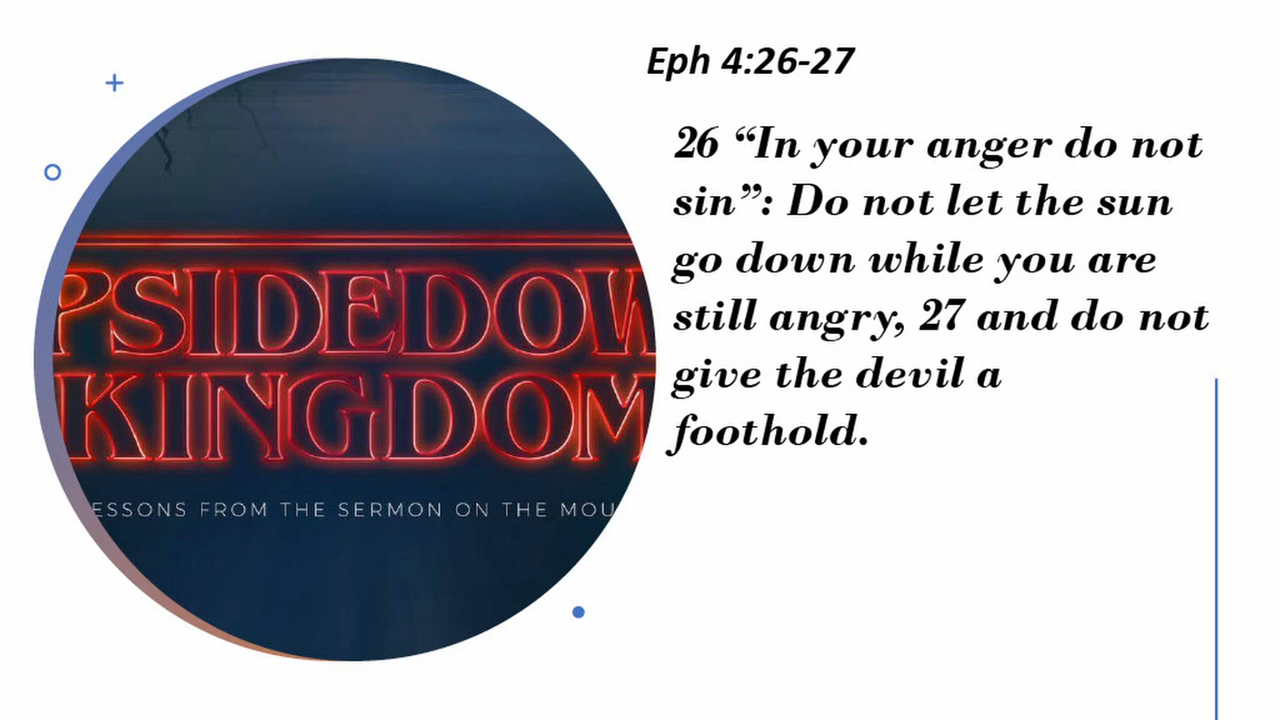 Eph 4:26-27
26 “In your anger do not
sin”: Do not let the sun
go down while you are
still angry, 27 and do not
give the devil a
foothold.
PSIDEDOW
KINGDOM
ESSONS FROM THE SERMON ON THE MOU